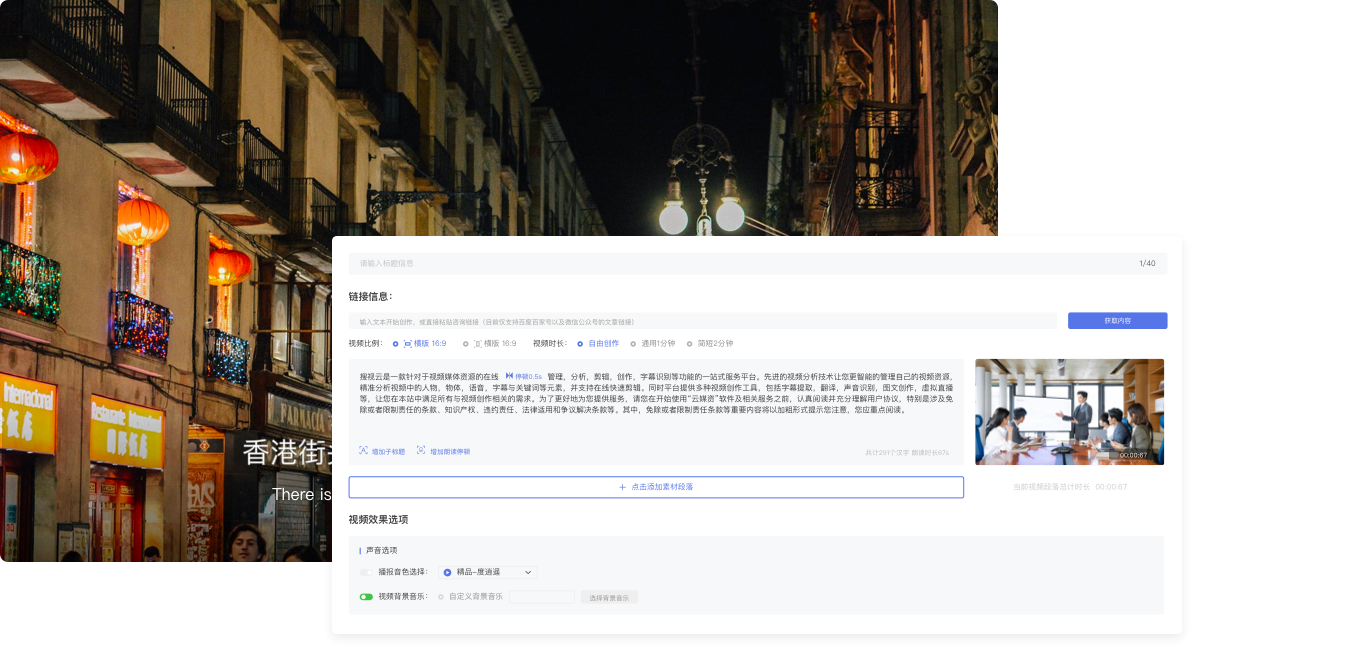 请输入标题信息
1/40
链接信息：
输入文本开始创作，或直接粘贴咨询链接（目前仅支持百度百家号以及微信公众号的文章链接）
获取内容
视频比例： 横版 16:9 横版 16:9 视频时长： 自由创作 通用1分钟 简短2分钟
搜视云是一款针对于视频媒体资源的在线 停顿0.5s 管理，分析，剪辑，创作，字幕识别等功能的一站式服务平台。先进的视频分析技术让您更智能的管理自己的视频资源，
精准分析视频中的人物，物体，语音，字幕与关键词等元素，并支持在线快速剪辑。同时平台提供多种视频创作工具，包括字幕提取，翻译，声音识别，图文创作，虚拟直播
等，让您在本站中满足所有与视频创作相关的需求。为了更好地为您提供服务，请您在开始使用“云媒资”软件及相关服务之前，认真阅读并充分理解用户协议，特别是涉及免
除或者限制责任的条款、知识产权、违约责任、法律适用和争议解决条款等。其中，免除或者限制责任条款等重要内容将以加粗形式提示您注意，您应重点阅读。
增加子标题 增加朗读停顿
共计291个汉字 朗读时长67s
00:00:67
+ 点击添加素材段落
当前视频段落总计时长 00:00:67
视频效果选项
声音选项
播报音色选择： 精品-度逍遥
视频背景音乐： 自定义背景音乐 选择背景音乐
International
国际饭店
香港街
There is